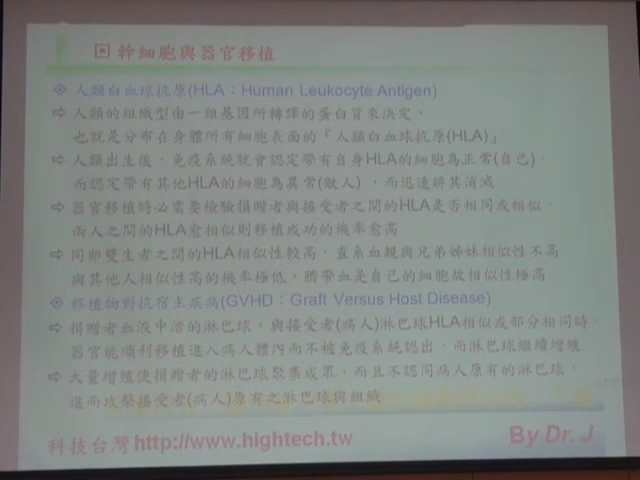 幹細胞與器官移植
人類白血球抗原(HLA：Human Leukocyte Antigen)
人類的組織型由一組基因所轉譯的蛋白質來決定，
也就是分布在身體所有細胞表面的『人類白血球抗原(HLA)』
人類出生後，免疫系統就會認定帶有自身HLA的細胞為正常(自己)
而認定帶有其他HLA的細胞為異常(敵人)，而迅速將其消滅
器官移植時必需要檢驗捐贈者與接受者之間的HLA是否相同或相似，
兩人之間的HLA愈相似則移植成功的機率愈高
同卵雙生者之間的HLA相似性較高，直系血親與兄弟姊妹相似性不高
與其他人相似性高的機率極低，臍帶血是自己的細胞故相似性極高
移植物對抗宿主疾病(GVHD：Graft Versus Host Disease)
捐贈者血液中活的淋巴球，與接受者(病人)淋巴球HLA相似或部分相同時，
器官能順利移植進入病人體內而不被免疫系統認出，而淋巴球繼續增殖
大量增殖使捐贈者的淋巴球聚集成眾，而且不認同病人原有的淋巴球，
進而攻擊接受者(病人)原有之淋巴球與組織
科技台灣http://www.hightech.tw
By Dr. J